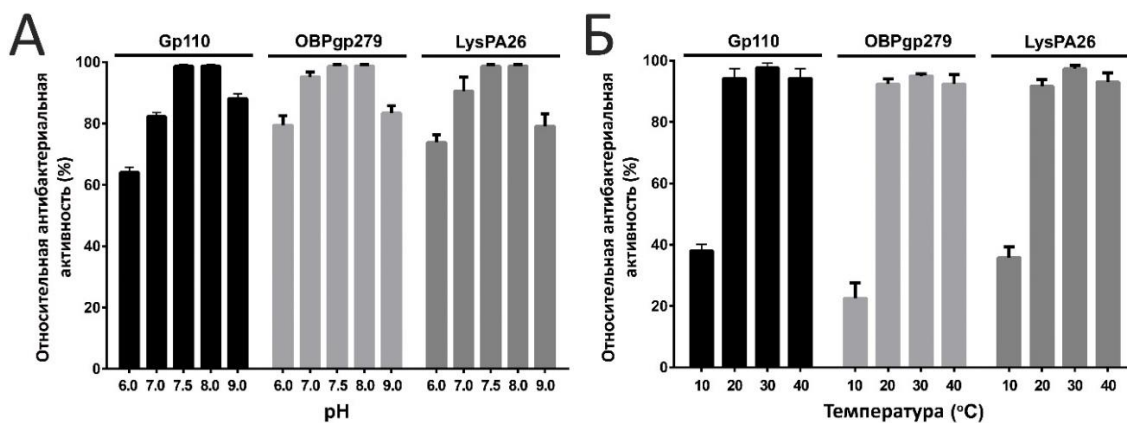 А
Gp110 OBPgp279 LysPA26
Относительная антибактериальная
активность (%)
100
80
60
40
20
0
6.0 7.0 7.5 8.0 9.0 6.0 7.0 7.5 8.0 9.0 6.0 7.0 7.5 8.0 9.0
pH
Б
Gp110 OBPgp279 LysPA26
Относительная антибактериальная
активность (%)
100
80
60
40
20
0
10 20 30 40 10 20 30 40 10 20 30 40
Температура (°C)